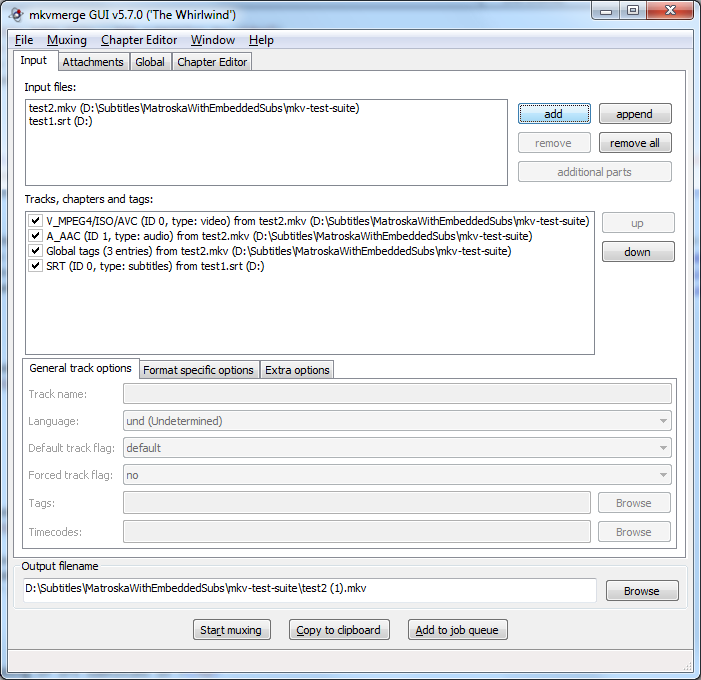 mkvmerge GUI v5.7.0 ('The Whirlwind')
File Muxing Chapter Editor Window Help
Input Attachments Global Chapter Editor
Input files:
test2.mkv (D:\Subtitles\MatroskaWithEmbeddedSubs\mkv-test-suite)
test1.srt (D:)
add append
remove remove all
additional parts
Tracks, chapters and tags:
V_MPEG4/ISO/AVC (ID 0, type: video) from test2.mkv (D:\Subtitles\MatroskaWithEmbeddedSubs\mkv-test-suite)
A_AAC (ID 1, type: audio) from test2.mkv (D:\Subtitles\MatroskaWithEmbeddedSubs\mkv-test-suite)
Global tags (3 entries) from test2.mkv (D:\Subtitles\MatroskaWithEmbeddedSubs\mkv-test-suite)
SRT (ID 0, type: subtitles) from test1.srt (D:)
up
down
General track options Format specific options Extra options
Track name:
Language: und (Undetermined)
Default track flag: default
Forced track flag: no
Tags: Browse
Timecodes: Browse
Output filename
D:\Subtitles\MatroskaWithEmbeddedSubs\mkv-test-suite\test2 (1).mkv Browse
Start muxing Copy to clipboard Add to job queue